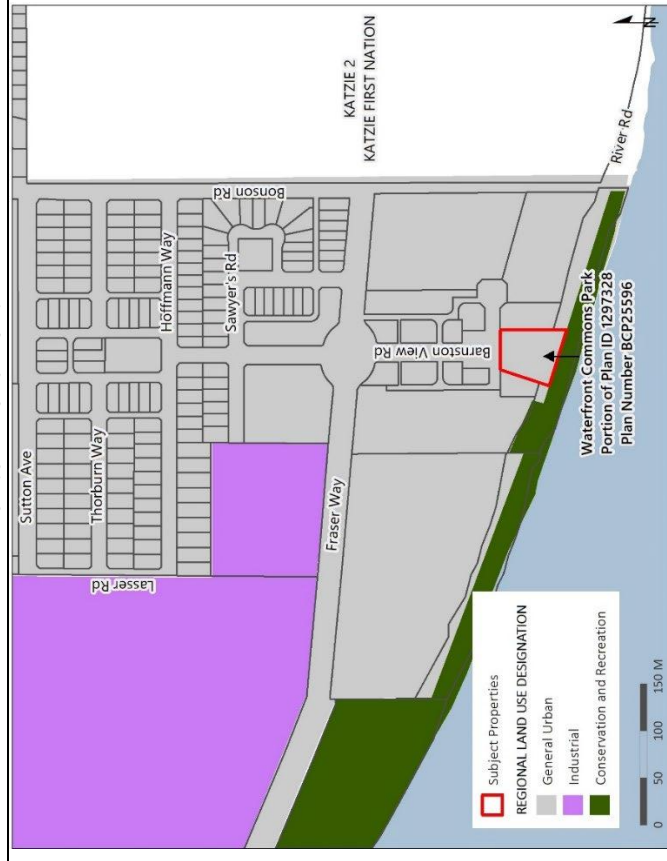 Sutton Ave
Thorburn Way
Hoffmann Way
Sawyer's Rd
Bonson Rd
Lasser Rd
Fraser Way
Barnston View Rd
KATZIE 2
KATZIE FIRST NATION
River Rd
N
Waterfront Commons Park
Portion of Plan ID 1297328
Plan Number BCP25596
Subject Properties
REGIONAL LAND USE DESIGNATION
General Urban
Industrial
Conservation and Recreation
0 50 100 150 M